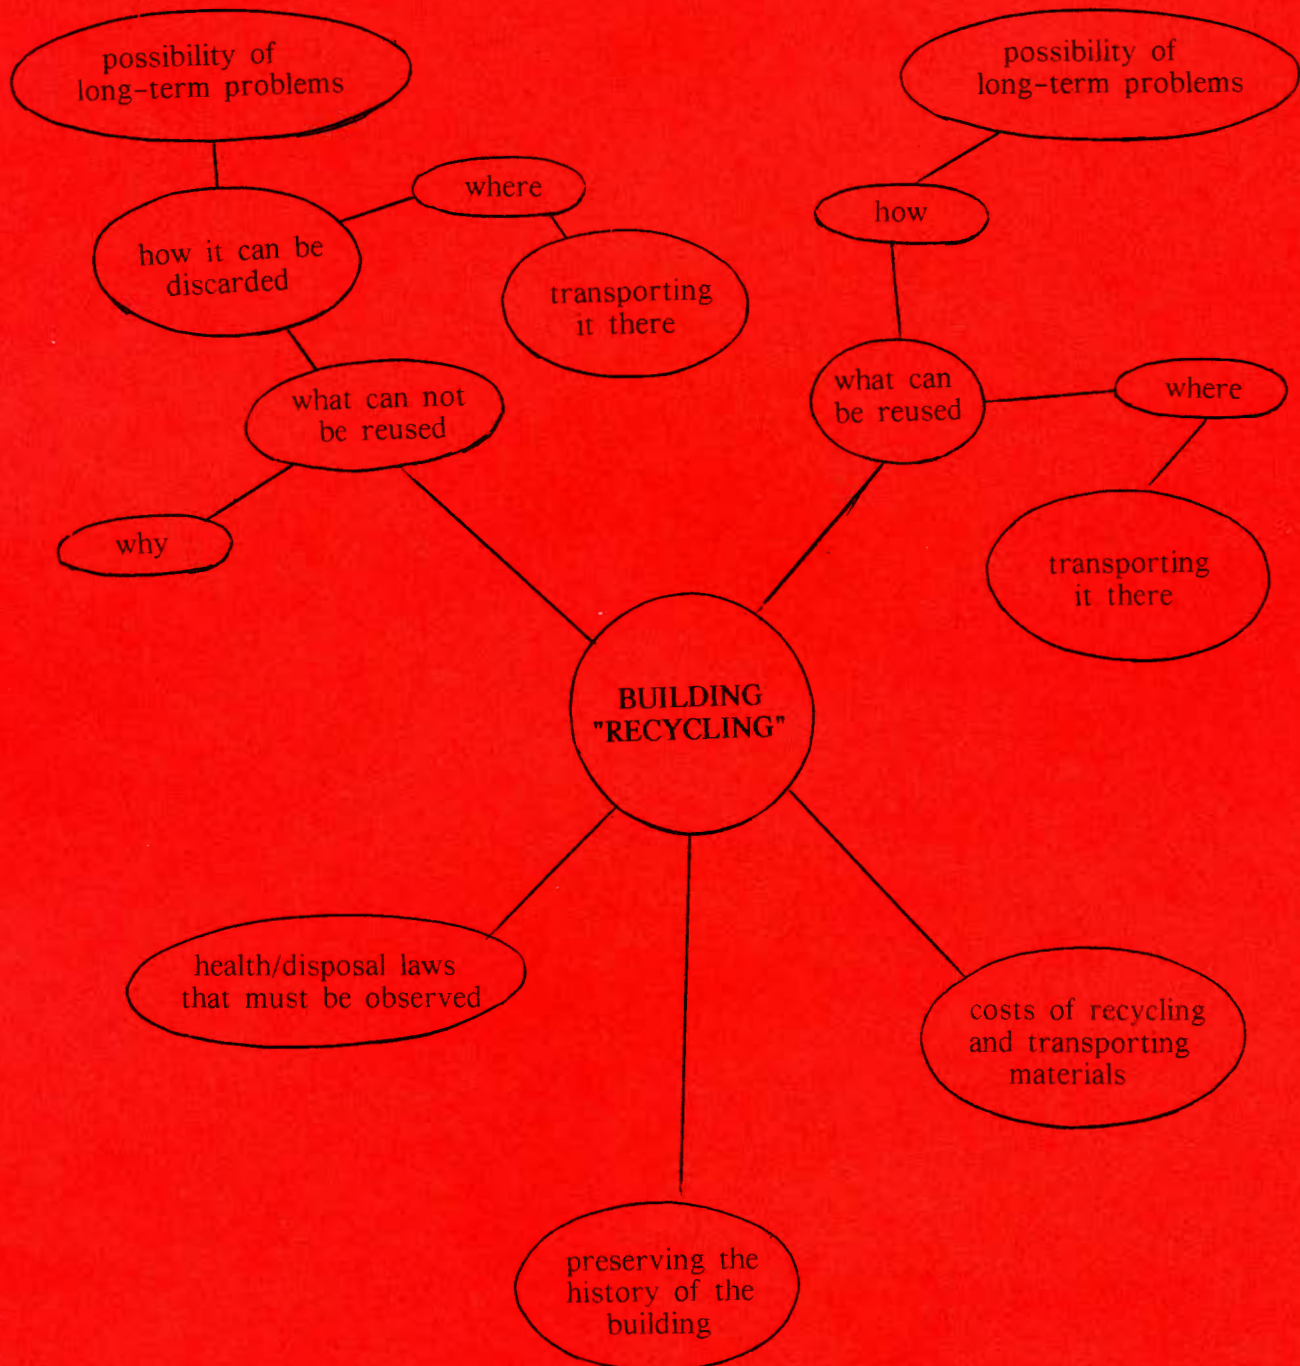 possibility of
long-term problems
possibility of
long-term problems
where
how
how it can be
discarded
transporting
it there
what can not
be reused
what can
be reused
where
why
transporting
it there
BUILDING
"RECYCLING"
health/disposal laws
that must be observed
costs of recycling
and transporting
materials
preserving the
history of the
building